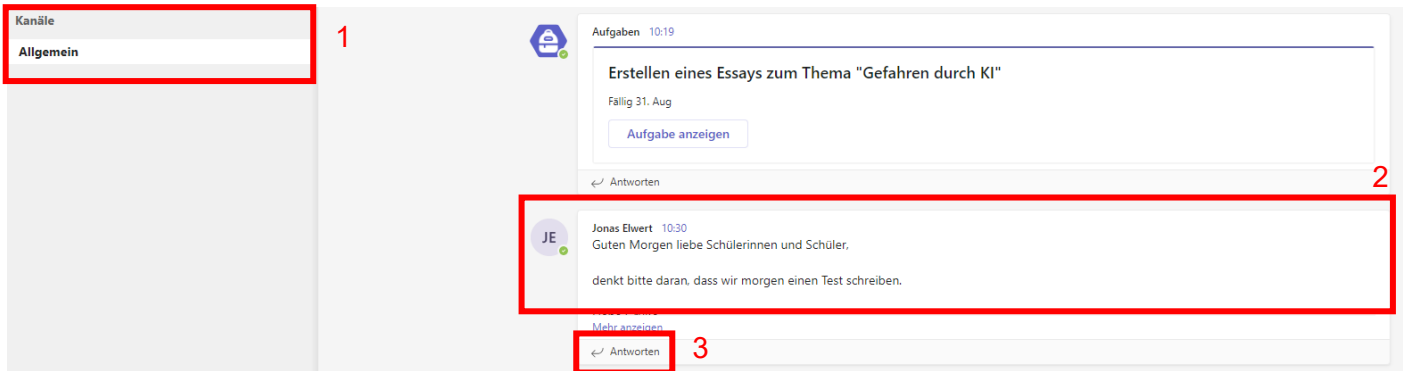 Kanäle
Allgemein
1
Aufgaben 10:19
Erstellen eines Essays zum Thema "Gefahren durch KI"
Fällig 31. Aug
Aufgabe anzeigen
Antworten
2
JE
Jonas Elwert 10:30
Guten Morgen liebe Schülerinnen und Schüler,
denkt bitte daran, dass wir morgen einen Test schreiben.
Mehr anzeigen
Antworten
3